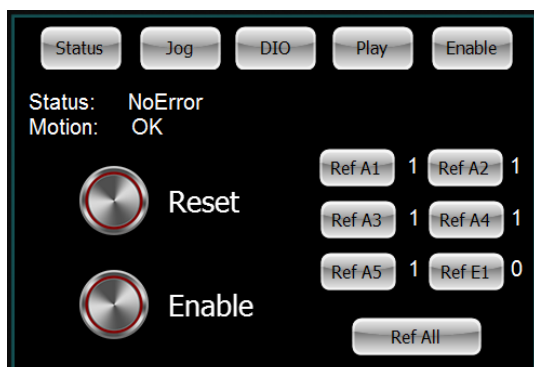 Status Jog DIO Play Enable
Status: NoError
Motion: OK
Ref A1 1 Ref A2 1
Reset
Ref A3 1 Ref A4 1
Ref A5 1 Ref E1 0
Enable
Ref All